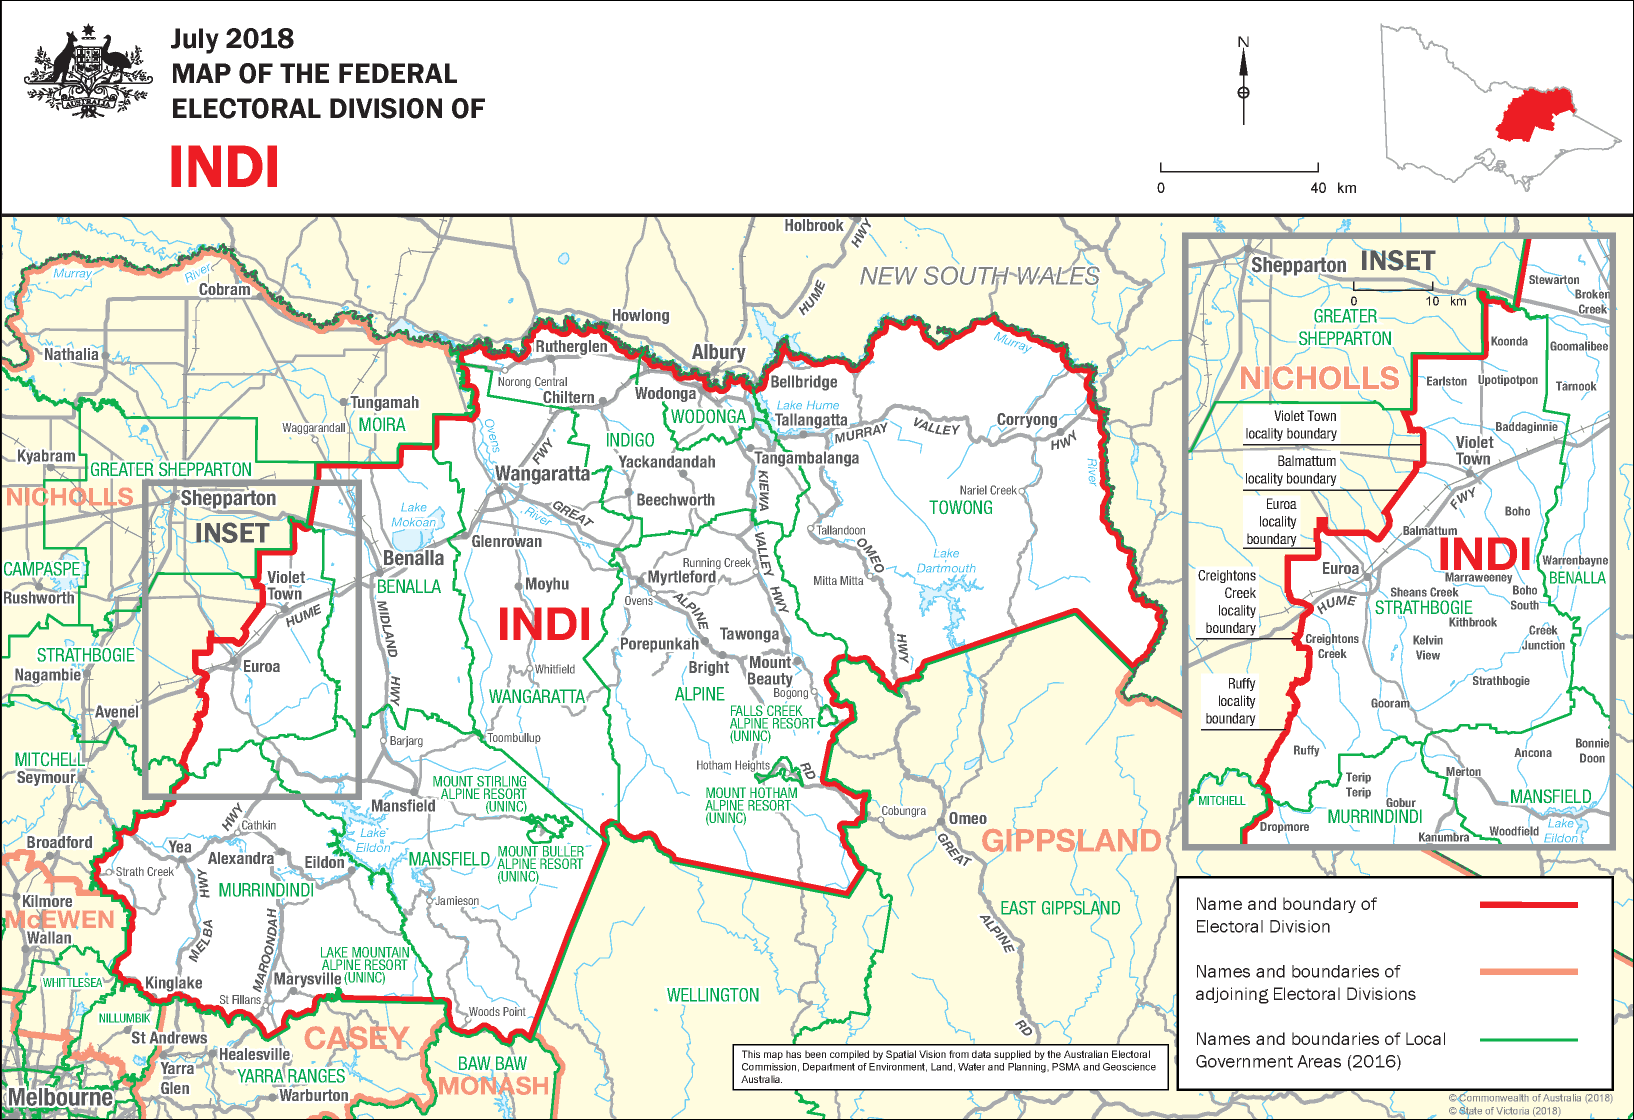 July 2018
MAP OF THE FEDERAL
ELECTORAL DIVISION OF
INDI
AUSTRALIA
N
0 40 km
Holbrook
HWY
HUME
NEW SOUTH WALES
Murray
River
Cobram
Howlong
Nathalia
Rutherglen
Albury
Murray
Norong Central
Bellbridge
Chiltern
Wodonga
Lake Hume
Tungamah
MOIRA
WODONGA
Tallangatta
Corryong
Waggarandall
Ovens
FWY
INDIGO
MURRAY
VALLEY
HWY
Kyabram
GREATER SHEPPARTON
Yackandandah
Tangambalanga
River
NICHOLLS
Shepparton
Wangaratta
KIEWA
Nariel Creek
Beechworth
TOWONG
INSET
Lake
Mokoan
River
GREAT
Tallandoon
Glenrowan
OMEO
CAMPASPE
Benalla
VALLEY
Lake
Dartmouth
Running Creek
Violet
Town
BENALLA
Moyhu
Myrtleford
Mitta Mitta
Rushworth
HUME
MIDLAND
INDI
Ovens
ALPINE
HWY
Tawonga
STRATHBOGIE
Porepunkah
HWY
Nagambie
Euroa
Whitfield
Bright
Mount
Beauty
Bogong
HWY
WANGARATTA
ALPINE
Avenel
FALLS CREEK
ALPINE RESORT
(UNINC)
Barjarg
Toombullup
MITCHELL
Seymour
Hotham Heights
RD
MOUNT STIRLING
ALPINE RESORT
(UNINC)
MOUNT HOTHAM
ALPINE RESORT
(UNINC)
Mansfield
HWY
Cathkin
Cobungra
Omeo
Broadford
Yea
Lake
Eildon
GREAT
GIPPSLAND
Alexandra
Eildon
MANSFIELD
MOUNT BULLER
ALPINE RESORT
(UNINC)
Strath Creek
HWY
MURRINDINDI
Kilmore
Jamieson
McEWEN
EAST GIPPSLAND
Wallan
MELBA
MAROONDAH
ALPINE
LAKE MOUNTAIN
ALPINE RESORT
(UNINC)
WHITTLESEA
Kinglake
Marysville
St Fillans
WELLINGTON
NILLUMBIK
Woods Point
RD
St Andrews
CASEY
Healesville
BAW BAW
Yarra
Glen
YARRA RANGES
MONASH
Melbourne
Warburton
Shepparton
INSET
0 10 km
Stewarton
Broken
Creek
GREATER
SHEPPARTON
Koonda
Goomalibee
NICHOLLS
Earlston
Upotipotpon
Tarnook
Violet Town
locality boundary
Baddaginnie
Violet
Town
Balmattum
locality boundary
FWY
Euroa
locality
boundary
Boho
Balmattum
INDI
Warrenbayne
Euroa
Creightons
Creek
locality
boundary
Marraweeney
BENALLA
Sheans Creek
Boho
South
HUME
STRATHBOGIE
Kithbrook
Creightons
Creek
Kelvin
View
Creek
Junction
Ruffy
locality
boundary
Strathbogie
Gooram
Ruffy
Ancona
Bonnie
Doon
Terip
Terip
Merton
MITCHELL
Gobur
MANSFIELD
MURRINDINDI
Dropmore
Kanumbra
Woodfield
Lake
Eildon
Name and boundary of
Electoral Division
Names and boundaries of
adjoining Electoral Divisions
Names and boundaries of Local
Government Areas (2016)
This map has been compiled by Spatial Vision from data supplied by the Australian Electoral
Commission, Department of Environment, Land, Water and Planning, PSMA and Geoscience
Australia.
© Commonwealth of Australia (2018)
© State of Victoria (2018)